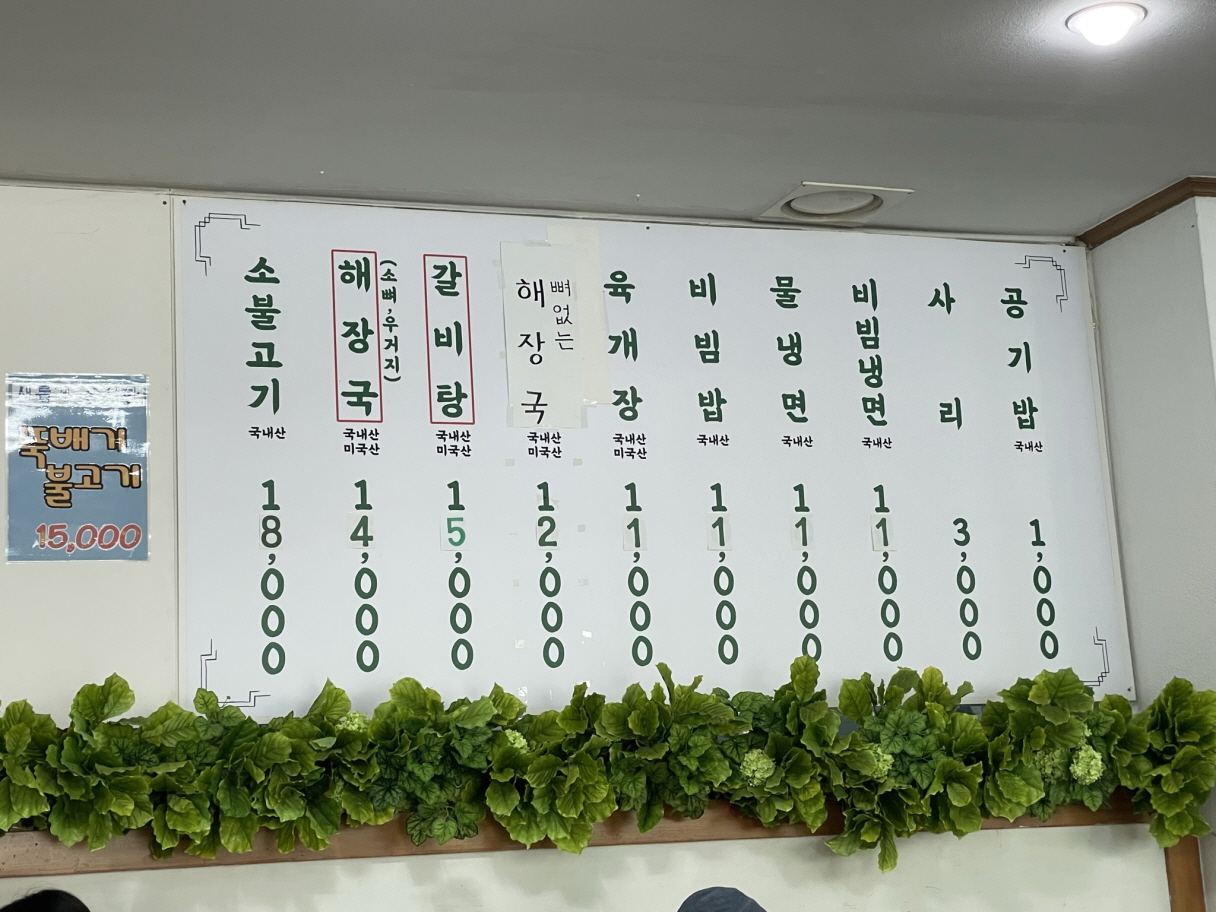 뚝배기
불고기
15,000
소불고기
국내산
18,000
해장국
(소뼈,우거지)
국내산
미국산
14,000
갈비탕
국내산
미국산
15,000
뼈없는
해장국
국내산
미국산
12,000
육개장
국내산
미국산
11,000
비빔밥
국내산
11,000
물냉면
국내산
11,000
비빔냉면
국내산
11,000
사리
3,000
공기밥
국내산
1,000